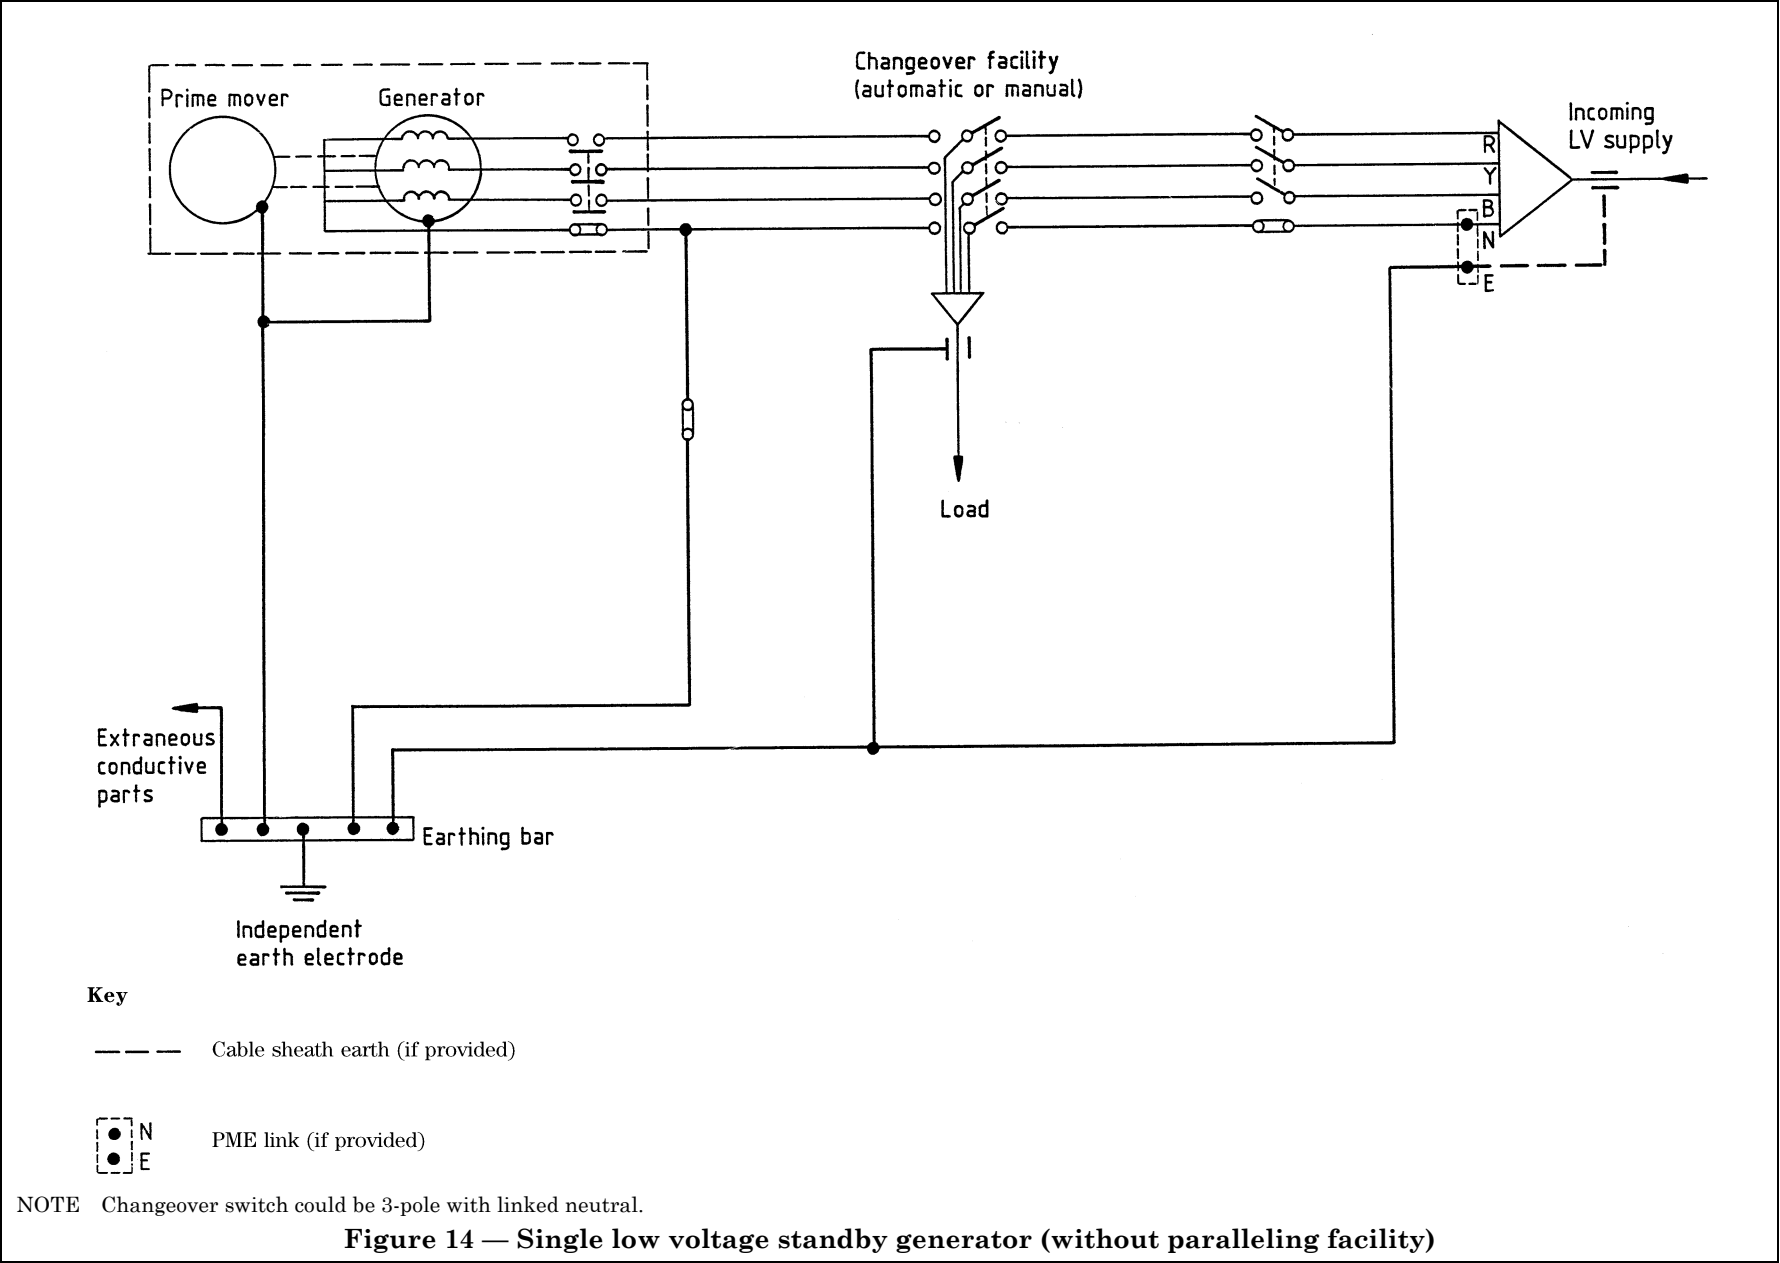 Changeover facility
(automatic or manual)
Prime mover
Generator
Incoming
LV supply
R
Y
B
N
E
Load
Extraneous
conductive
parts
Earthing bar
Independent
earth electrode
Key
Cable sheath earth (if provided)
N
E
PME link (if provided)
NOTE Changeover switch could be 3-pole with linked neutral.
Figure 14 — Single low voltage standby generator (without paralleling facility)